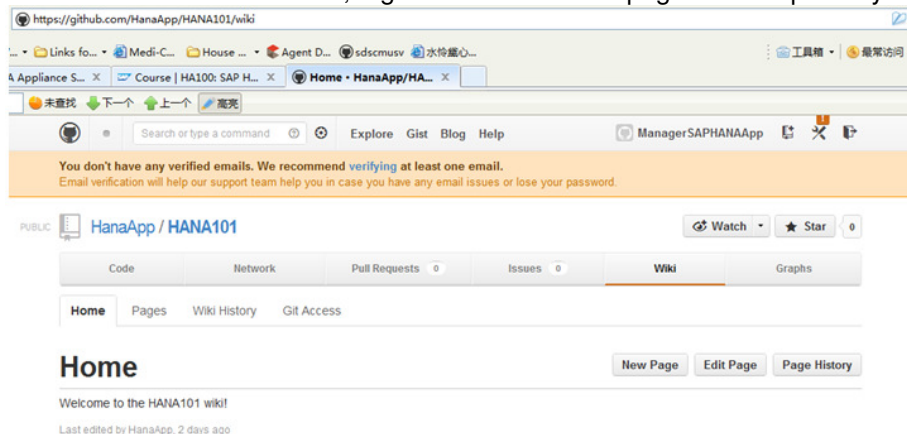 https://github.com/HanaApp/HANA101/wiki
Links fo... Medi-C... House ... Agent D... sdscmusv 水怜纖心... 工具箱 最常访问
A Appliance S... X Course | HA100: SAP H... X Home · HanaApp/HA... X
未查找 下一个 上一个 高亮
Search or type a command Explore Gist Blog Help ManagerSAPHANAApp
You don't have any verified emails. We recommend verifying at least one email.
Email verification will help our support team help you in case you have any email issues or lose your password.
PUBLIC HanaApp / HANA101 Watch Star 0
Code Network Pull Requests 0 Issues 0 Wiki Graphs
Home Pages Wiki History Git Access
Home New Page Edit Page Page History
Welcome to the HANA101 wiki!
Last edited by HanaApp, 2 days ago